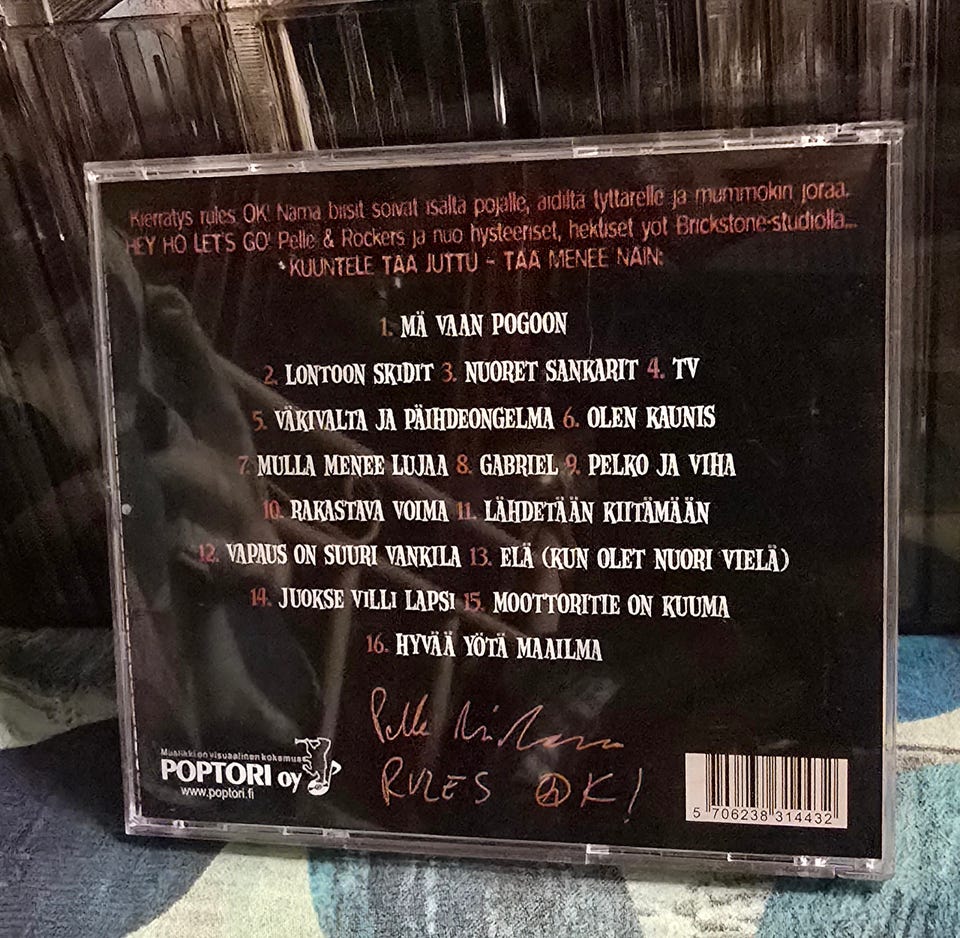 Kierrätys rules OK! Nämä biisit soivat isältä pojalle, äidiltä tyttärelle ja mummokin joraa.
HEY HO LET'S GO! Pelle & Rockers ja nuo hysteeriset, hektiset yöt Brickstone-studiolla...
KUUNTELE TÄÄ JUTTU - TÄÄ MENEE NÄIN:
1. MÄ VAAN POGOON
2. LONTOON SKIDIT 3. NUORET SANKARIT 4. TV
5. VÄKIVALTA JA PÄIHDEONGELMA 6. OLEN KAUNIS
7. MULLA MENEE LUJAA 8. GABRIEL 9. PELKO JA VIHA
10. RAKASTAVA VOIMA 11. LÄHDETÄÄN KIITÄMÄÄN
12. VAPAUS ON SUURI VANKILA 13. ELÄ (KUN OLET NUORI VIELÄ)
14. JUOKSE VILLI LAPSI 15. MOOTTORITIE ON KUUMA
16. HYVÄÄ YÖTÄ MAAILMA
Pelle Miljoona
RULES OK!
Musiikki on visuaalinen kokemus
POPTORI oy
www.poptori.fi
5 706238 314432